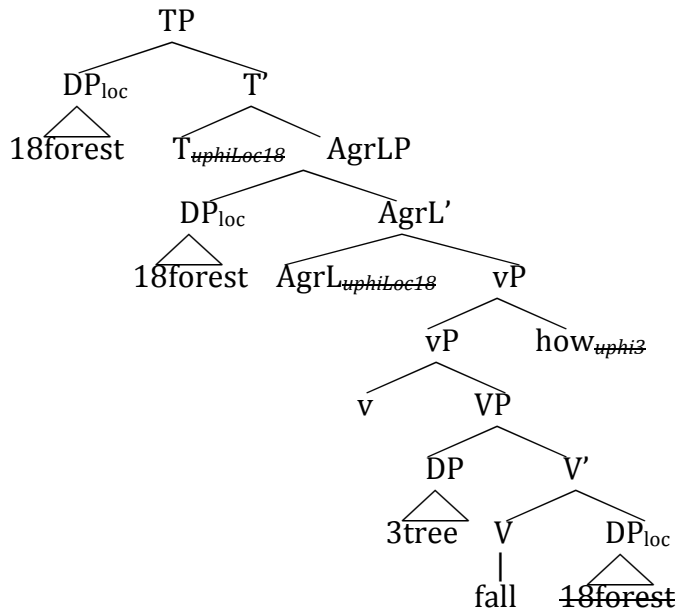 TP
DPloc T’
18forest TuphiLoc18 AgrLP
DPloc AgrL’
18forest AgrLuphiLoc18 vP
vP howuphi3
v VP
DP V’
3tree V DPloc
fall 18forest